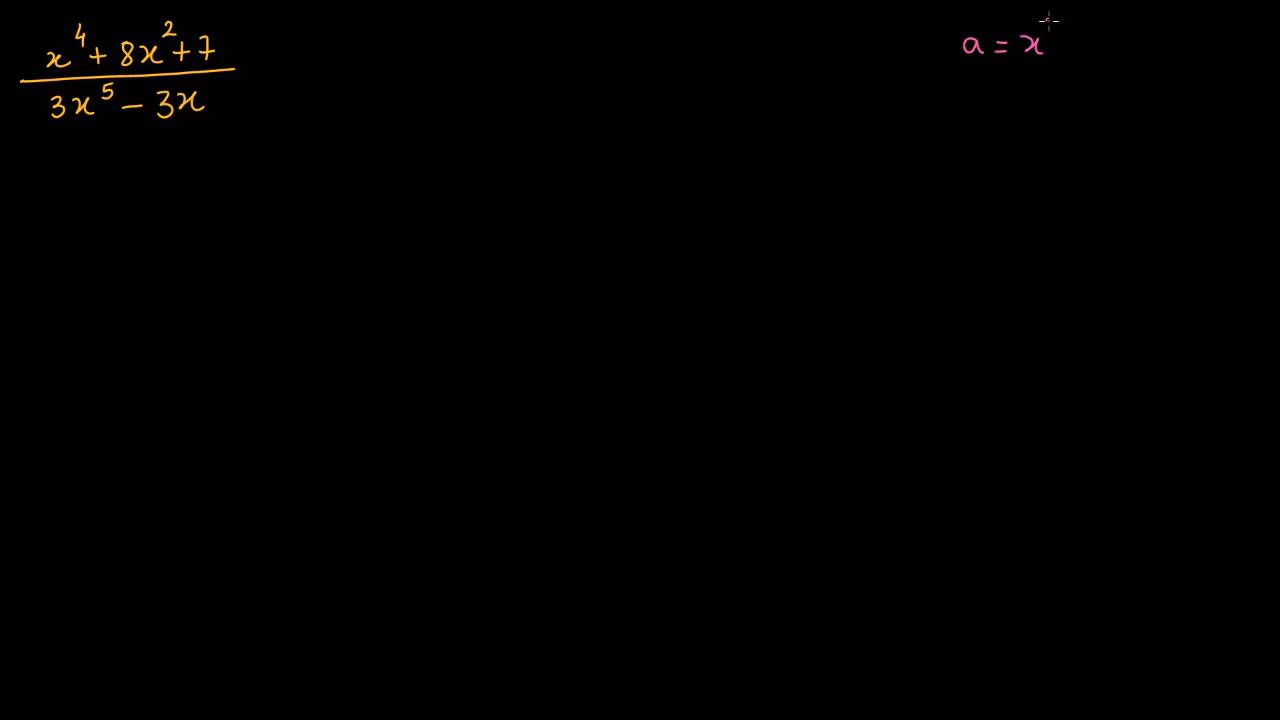 x^4 + 8x^2 + 7
3x^5 - 3x
a = x